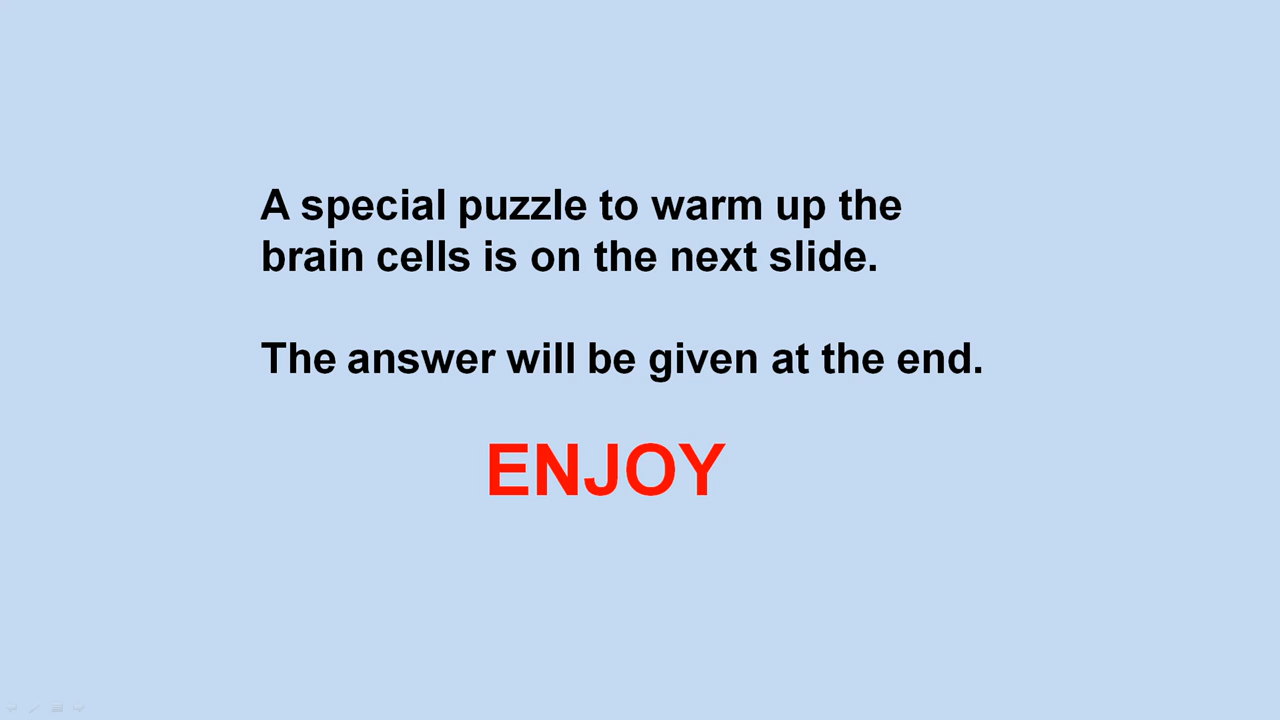 A special puzzle to warm up the
brain cells is on the next slide.
The answer will be given at the end.
ENJOY